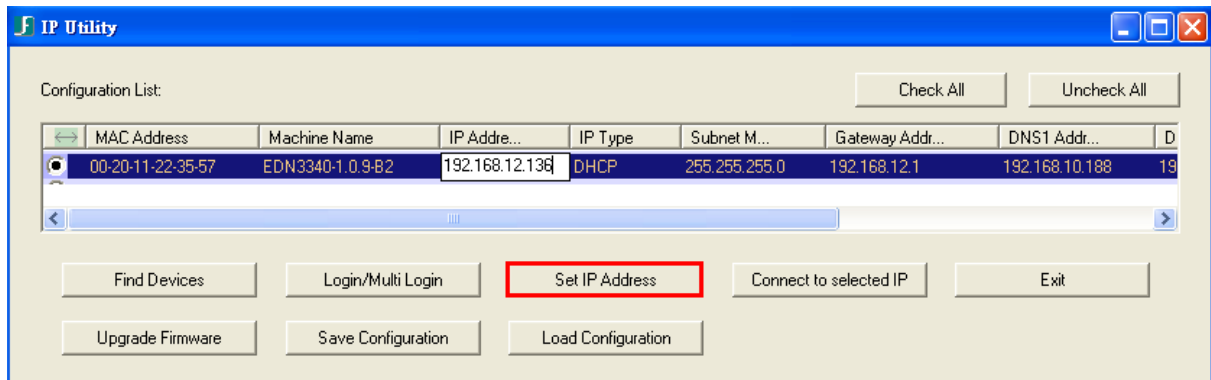 IP Utility
Configuration List:
Check All
Uncheck All
MAC Address Machine Name IP Addre... IP Type Subnet M... Gateway Addr... DNS1 Addr... D
00-20-11-22-35-57 EDN3340-1.0.9-B2 192.168.12.136 DHCP 255.255.255.0 192.168.12.1 192.168.10.188 19
Find Devices Login/Multi Login Set IP Address Connect to selected IP Exit
Upgrade Firmware Save Configuration Load Configuration